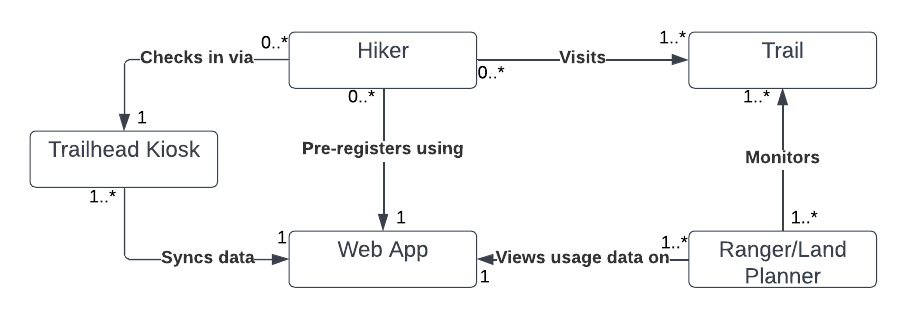 0..*
Hiker
1..*
Trail
Checks in via
Visits
0..*
0..*
1..*
1
Trailhead Kiosk
Pre-registers using
Monitors
1..*
1
1..*
1
Web App
1..*
Ranger/Land
Planner
Syncs data
Views usage data on
1